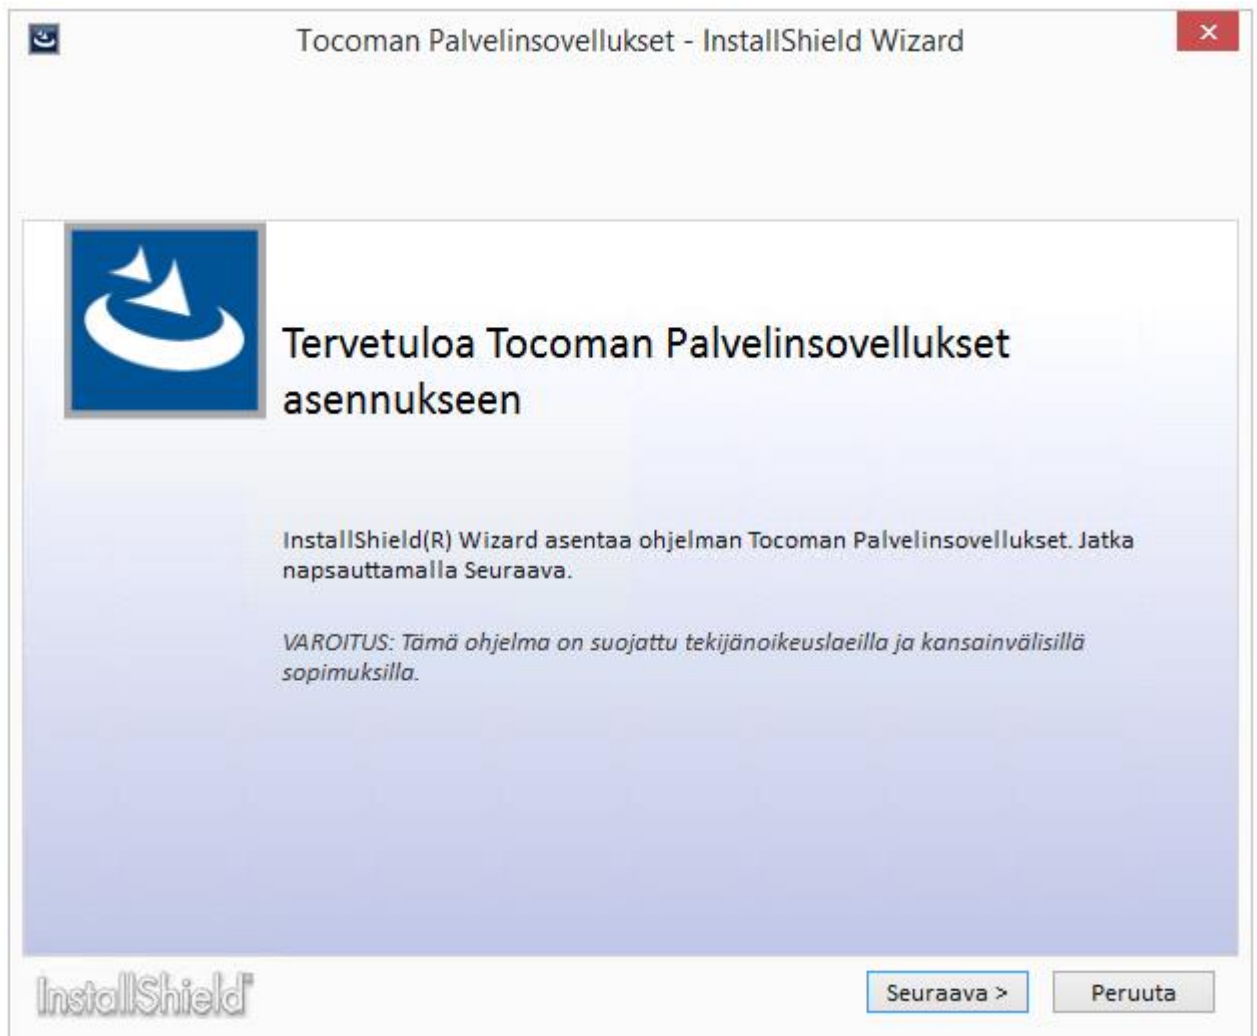 Tocoman Palvelinsovellukset - InstallShield Wizard
Tervetuloa Tocoman Palvelinsovellukset
asennukseen
InstallShield(R) Wizard asentaa ohjelman Tocoman Palvelinsovellukset. Jatka
napsauttamalla Seuraava.
VAROITUS: Tämä ohjelma on suojattu tekijänoikeuslaeilla ja kansainvälisillä
sopimuksilla.
InstallShield
Seuraava >
Peruuta